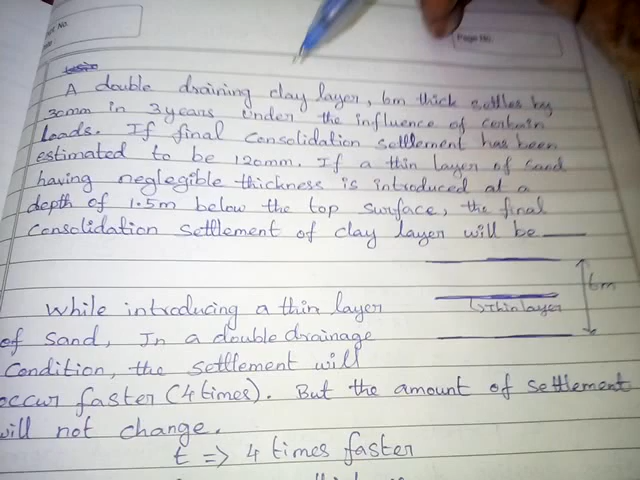 Page No.
A double draining clay layer, 6m thick settles by
30mm in 3 years under the influence of certain
Loads. If final consolidation settlement has been
estimated to be 120mm. If a thin layer of sand
having neglegible thickness is introduced at a
depth of 1.5m below the top surface, the final
Consolidation settlement of clay layer will be
6m
Thin layer
While introducing a thin layer
of sand, In a double drainage
Condition, the settlement will
occur faster (4 times). But the amount of settlement
will not change.
t => 4 times faster